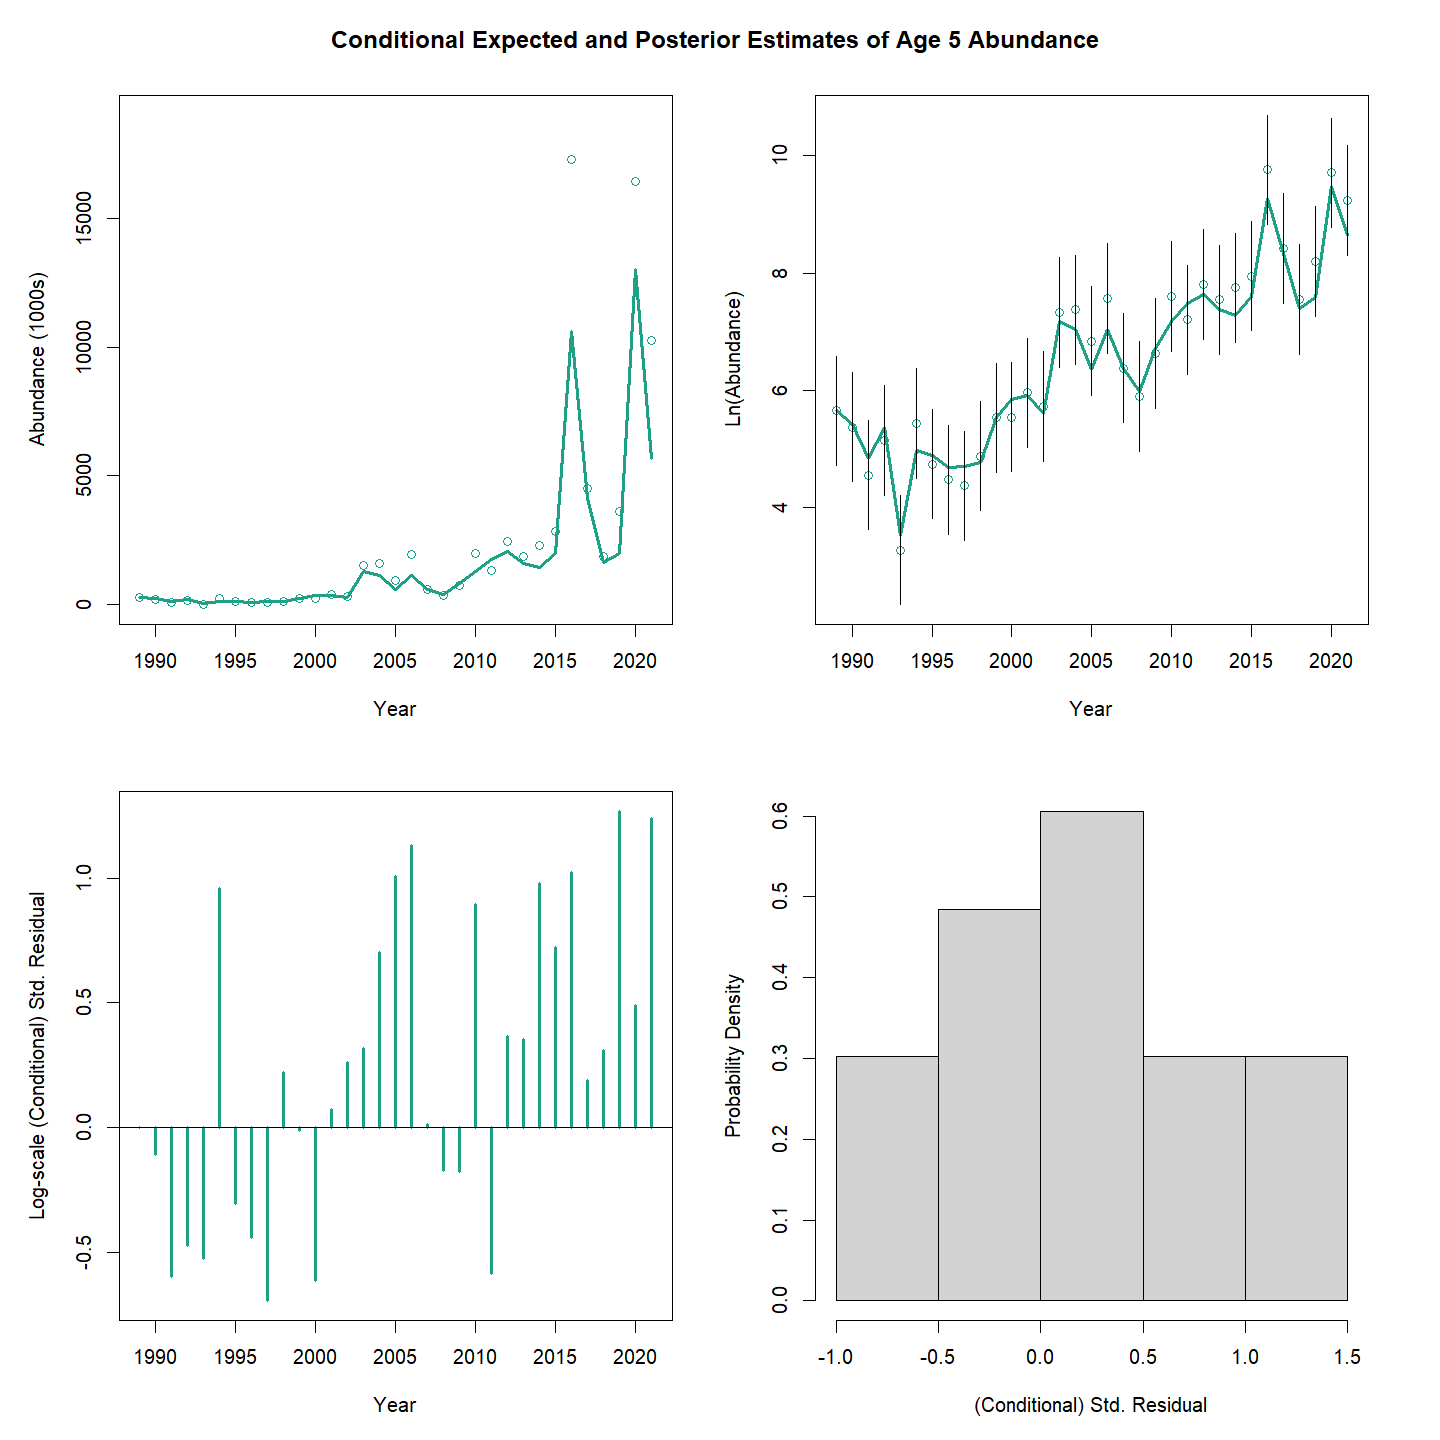 Conditional Expected and Posterior Estimates of Age 5 Abundance
Abundance (1000s)
15000
10000
5000
0
1990 1995 2000 2005 2010 2015 2020
Year
Ln(Abundance)
10
8
6
4
1990 1995 2000 2005 2010 2015 2020
Year
Log-scale (Conditional) Std. Residual
1.0
0.5
0.0
-0.5
1990 1995 2000 2005 2010 2015 2020
Year
Probability Density
0.6
0.5
0.4
0.3
0.2
0.1
0.0
-1.0 -0.5 0.0 0.5 1.0 1.5
(Conditional) Std. Residual